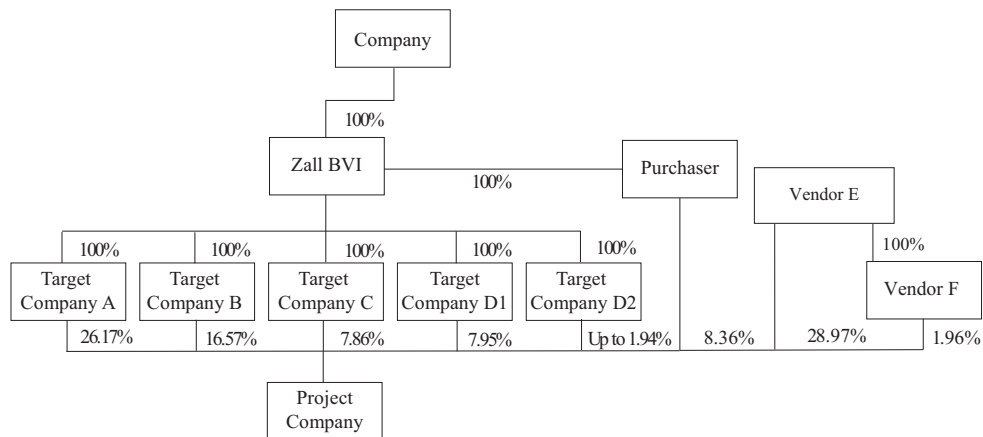 Company
100%
Zall BVI
100%
Purchaser
Vendor E
100%
100%
100%
100%
100%
100%
Target
Company A
Target
Company B
Target
Company C
Target
Company D1
Target
Company D2
Vendor F
26.17%
16.57%
7.86%
7.95%
Up to 1.94%
8.36%
28.97%
1.96%
Project
Company